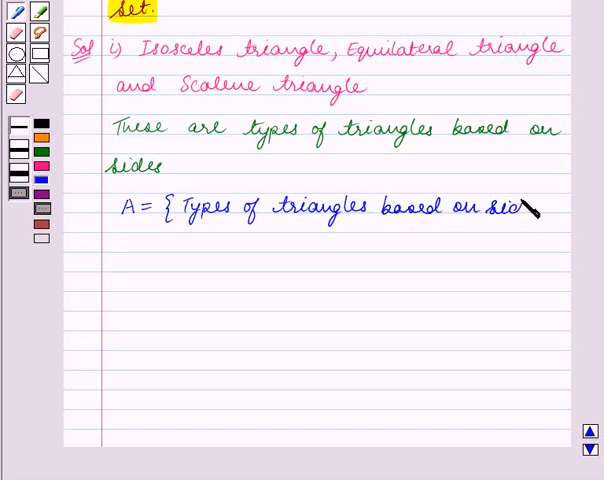 set.
Sol i) Isosceles triangle, Equilateral triangle
and Scalene triangle
These are types of triangles based on
sides
A = { Types of triangles based on sid